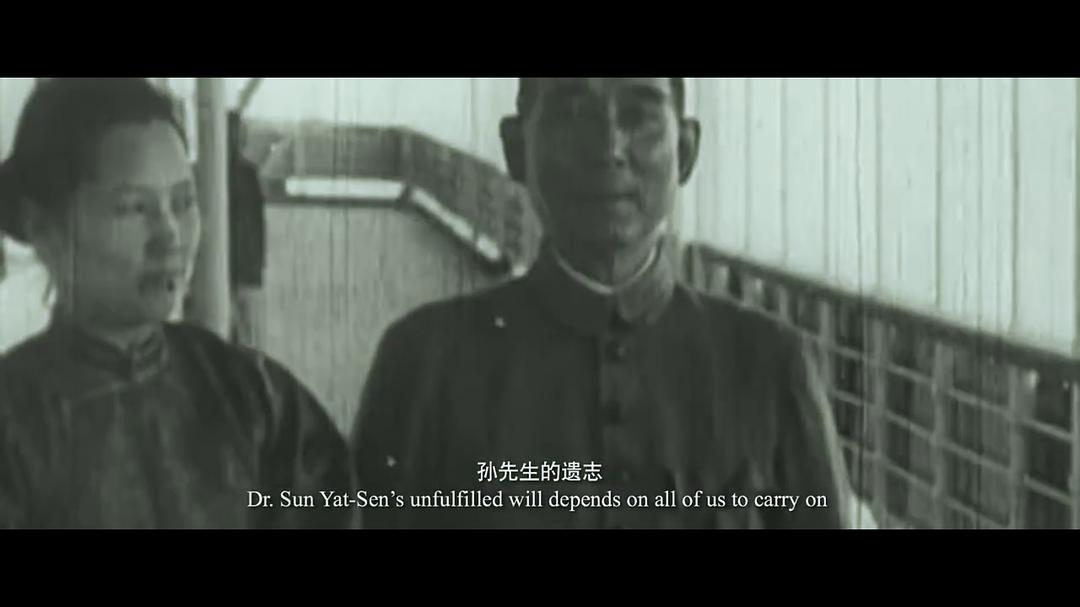 孙先生的遗志
Dr. Sun Yat-Sen’s unfulfilled will depends on all of us to carry on